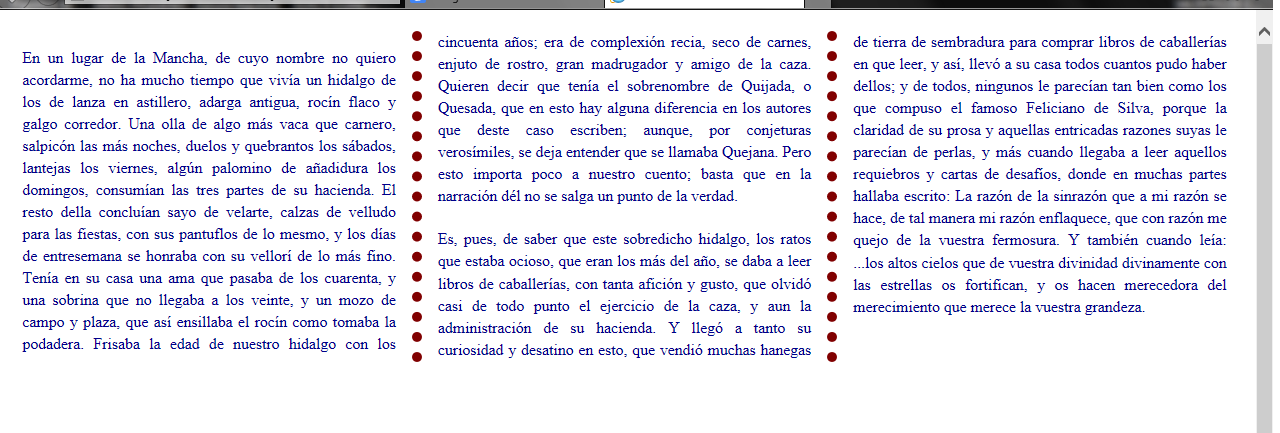 En un lugar de la Mancha, de cuyo nombre no quiero
acordarme, no ha mucho tiempo que vivía un hidalgo de
los de lanza en astillero, adarga antigua, rocín flaco y
galgo corredor. Una olla de algo más vaca que carnero,
salpicón las más noches, duelos y quebrantos los sábados,
lantejas los viernes, algún palomino de añadidura los
domingos, consumían las tres partes de su hacienda. El
resto della concluían sayo de velarte, calzas de velludo
para las fiestas, con sus pantuflos de lo mesmo, y los días
de entresemana se honraba con su vellorí de lo más fino.
Tenía en su casa una ama que pasaba de los cuarenta, y
una sobrina que no llegaba a los veinte, y un mozo de
campo y plaza, que así ensillaba el rocín como tomaba la
podadera. Frisaba la edad de nuestro hidalgo con los
cincuenta años; era de complexión recia, seco de carnes,
enjuto de rostro, gran madrugador y amigo de la caza.
Quieren decir que tenía el sobrenombre de Quijada, o
Quesada, que en esto hay alguna diferencia en los autores
que deste caso escriben; aunque, por conjeturas
verosímiles, se deja entender que se llamaba Quejana. Pero
esto importa poco a nuestro cuento; basta que en la
narración dél no se salga un punto de la verdad.
Es, pues, de saber que este sobredicho hidalgo, los ratos
que estaba ocioso, que eran los más del año, se daba a leer
libros de caballerías, con tanta afición y gusto, que olvidó
casi de todo punto el ejercicio de la caza, y aun la
administración de su hacienda. Y llegó a tanto su
curiosidad y desatino en esto, que vendió muchas hanegas
de tierra de sembradura para comprar libros de caballerías
en que leer, y así, llevó a su casa todos cuantos pudo haber
dellos; y de todos, ningunos le parecían tan bien como los
que compuso el famoso Feliciano de Silva, porque la
claridad de su prosa y aquellas entricadas razones suyas le
parecían de perlas, y más cuando llegaba a leer aquellos
requiebros y cartas de desafíos, donde en muchas partes
hallaba escrito: La razón de la sinrazón que a mi razón se
hace, de tal manera mi razón enflaquece, que con razón me
quejo de la vuestra fermosura. Y también cuando leía:
...los altos cielos que de vuestra divinidad divinamente con
las estrellas os fortifican, y os hacen merecedora del
merecimiento que merece la vuestra grandeza.